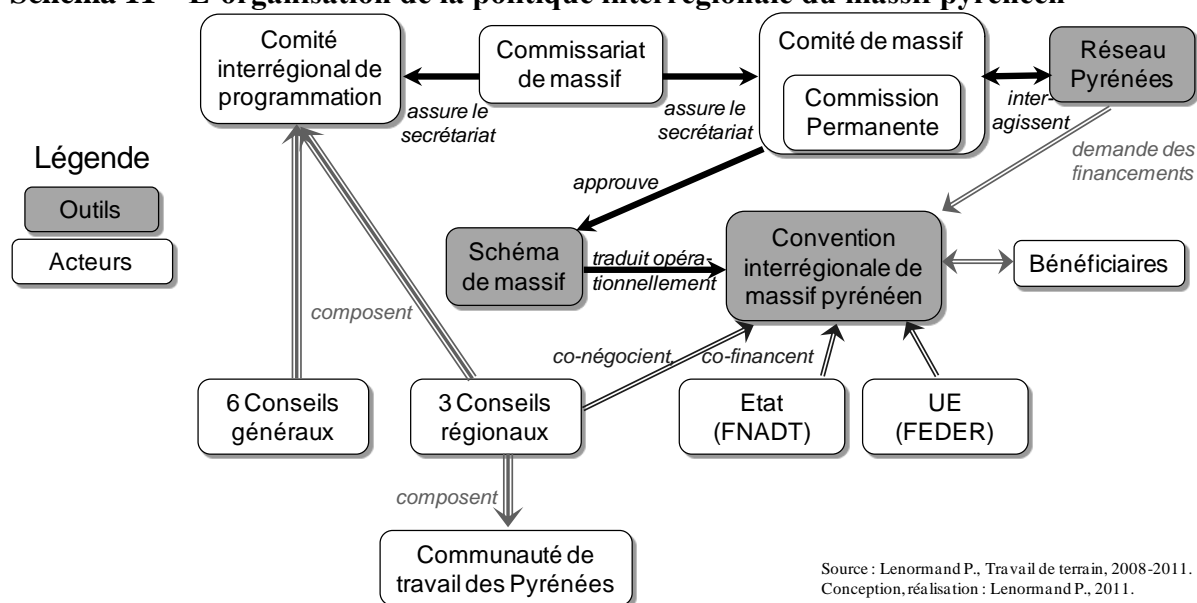 Schéma 11 – L'organisation de la politique interrégionale du massif pyrénéen
Comité
interrégional de
programmation
Commissariat
de massif
Comité de massif
Commission
Permanente
Réseau
Pyrénées
assure le
secrétariat
assure le
secrétariat
inter-
agissent
Légende
Outils
Acteurs
approuve
demande des
financements
Schéma
de massif
traduit opéra-
tionnellement
Convention
interrégionale de
massif pyrénéen
Bénéficiaires
composent
co-négocient, co-financent
6 Conseils
généraux
3 Conseils
régionaux
Etat
(FNADT)
UE
(FEDER)
composent
Communauté de
travail des Pyrénées
Source : Lenormand P., Travail de terrain, 2008-2011.
Conception, réalisation : Lenormand P., 2011.